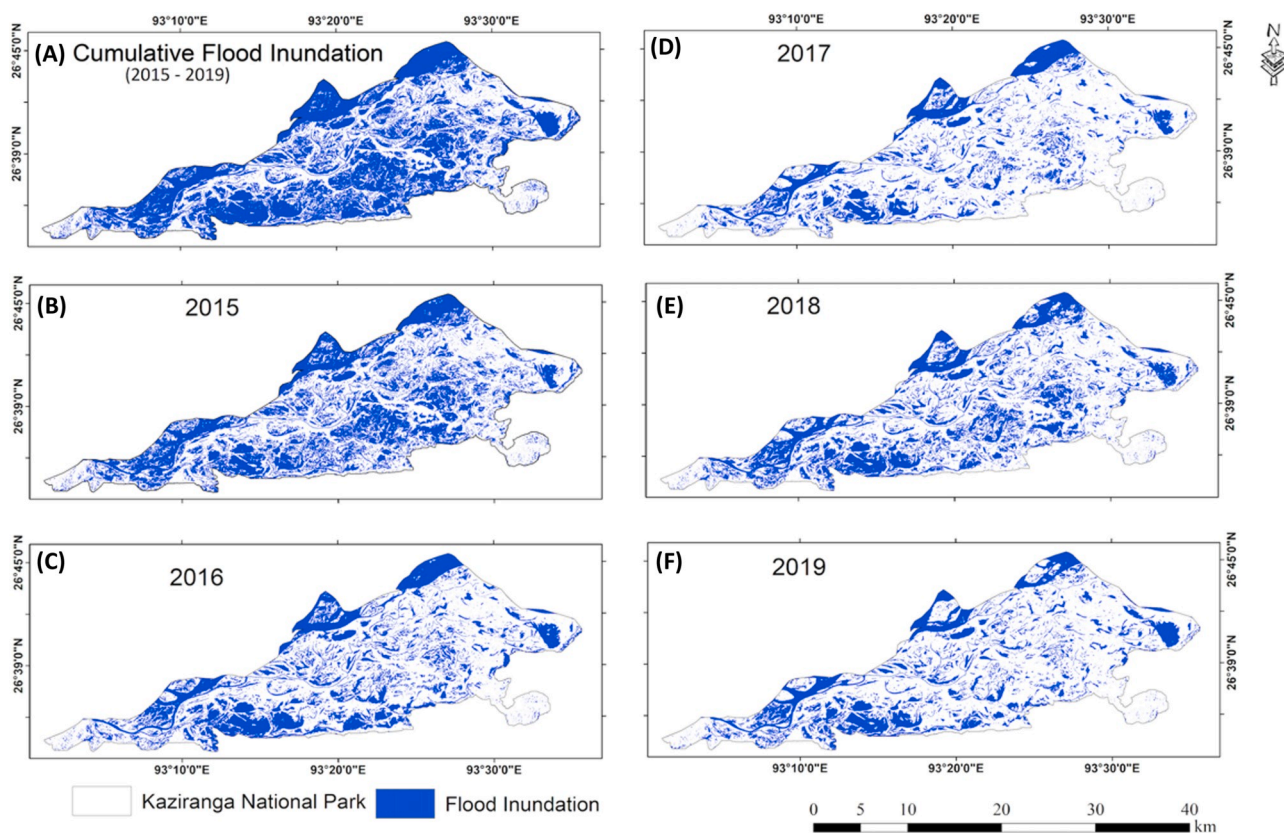 93°10'0"E 93°20'0"E 93°30'0"E
93°10'0"E 93°20'0"E 93°30'0"E
(A) Cumulative Flood Inundation
(2015 - 2019)
26°45'0"N
26°39'0"N
(D) 2017
N
26°45'0"N
26°39'0"N
(B) 2015
26°45'0"N
26°39'0"N
(E) 2018
26°45'0"N
26°39'0"N
(C) 2016
26°45'0"N
26°39'0"N
(F) 2019
26°45'0"N
26°39'0"N
93°10'0"E 93°20'0"E 93°30'0"E
93°10'0"E 93°20'0"E 93°30'0"E
Kaziranga National Park Flood Inundation
0 5 10 20 30 40
km